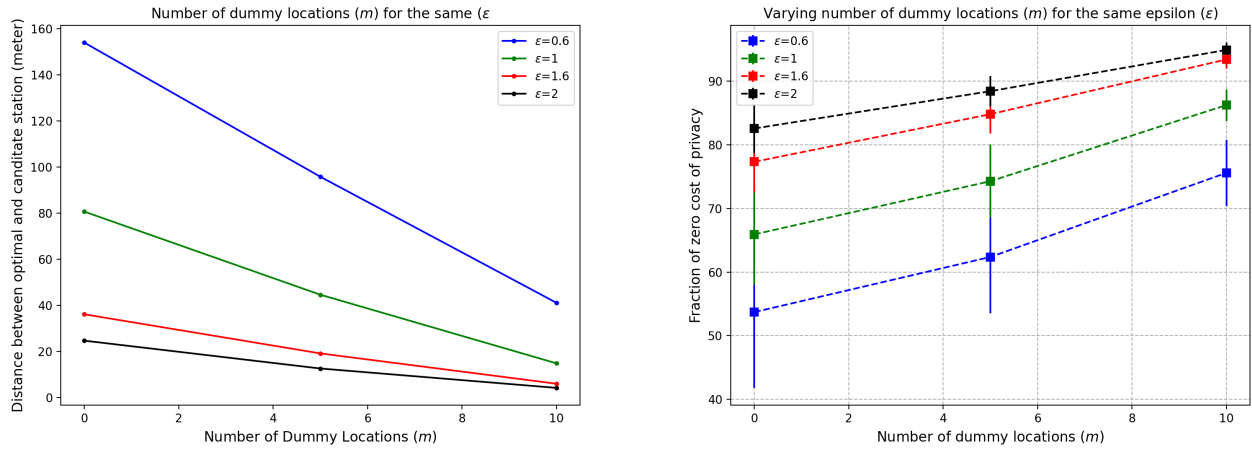 Number of dummy locations (m) for the same (ε
Distance between optimal and canditate station (meter)
160
140
120
100
80
60
40
20
0
ε=0.6
ε=1
ε=1.6
ε=2
0 2 4 6 8 10
Number of Dummy Locations (m)
Varying number of dummy locations (m) for the same epsilon (ε)
Fraction of zero cost of privacy
90
80
70
60
50
40
ε=0.6
ε=1
ε=1.6
ε=2
0 2 4 6 8 10
Number of dummy locations (m)